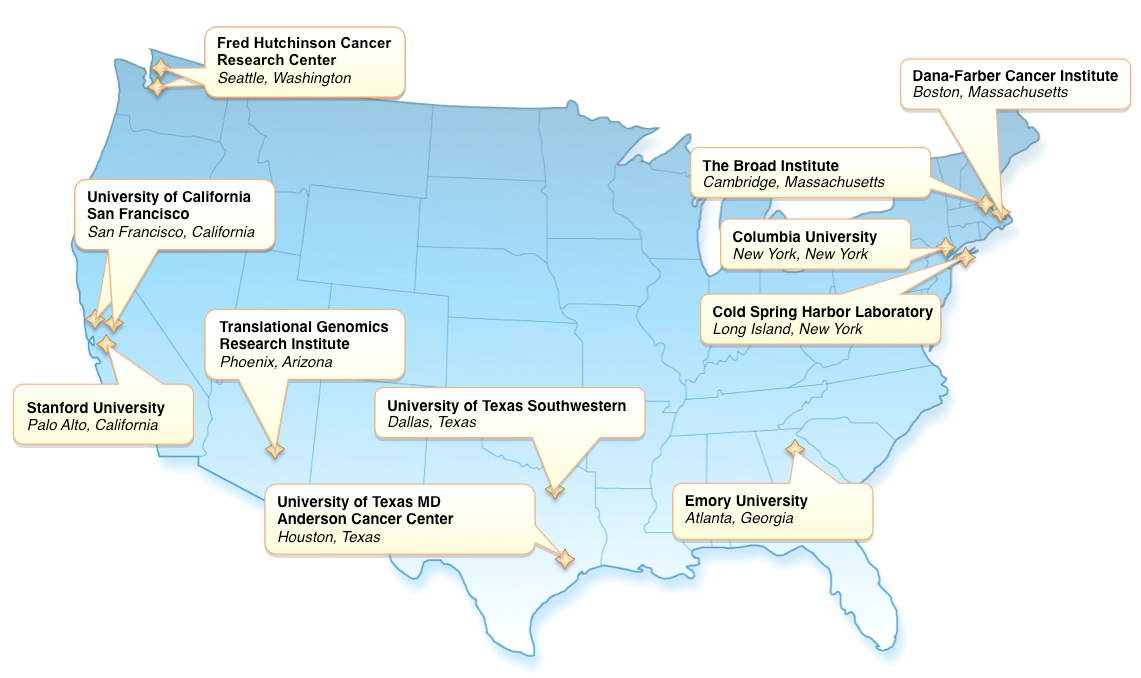 Fred Hutchinson Cancer
Research Center
Seattle, Washington
Dana-Farber Cancer Institute
Boston, Massachusetts
The Broad Institute
Cambridge, Massachusetts
University of California
San Francisco
San Francisco, California
Columbia University
New York, New York
Cold Spring Harbor Laboratory
Long Island, New York
Translational Genomics
Research Institute
Phoenix, Arizona
Stanford University
Palo Alto, California
University of Texas Southwestern
Dallas, Texas
University of Texas MD
Anderson Cancer Center
Houston, Texas
Emory University
Atlanta, Georgia